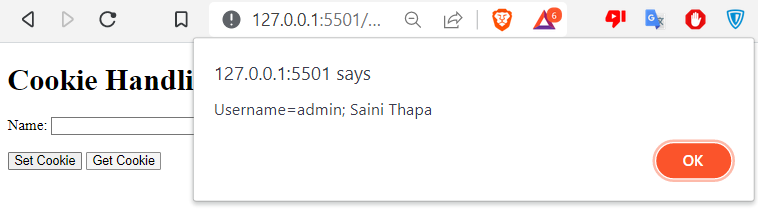 127.0.0.1:5501/...
6
Cookie Handli
127.0.0.1:5501 says
Username=admin; Saini Thapa
OK
Name:
Set Cookie Get Cookie